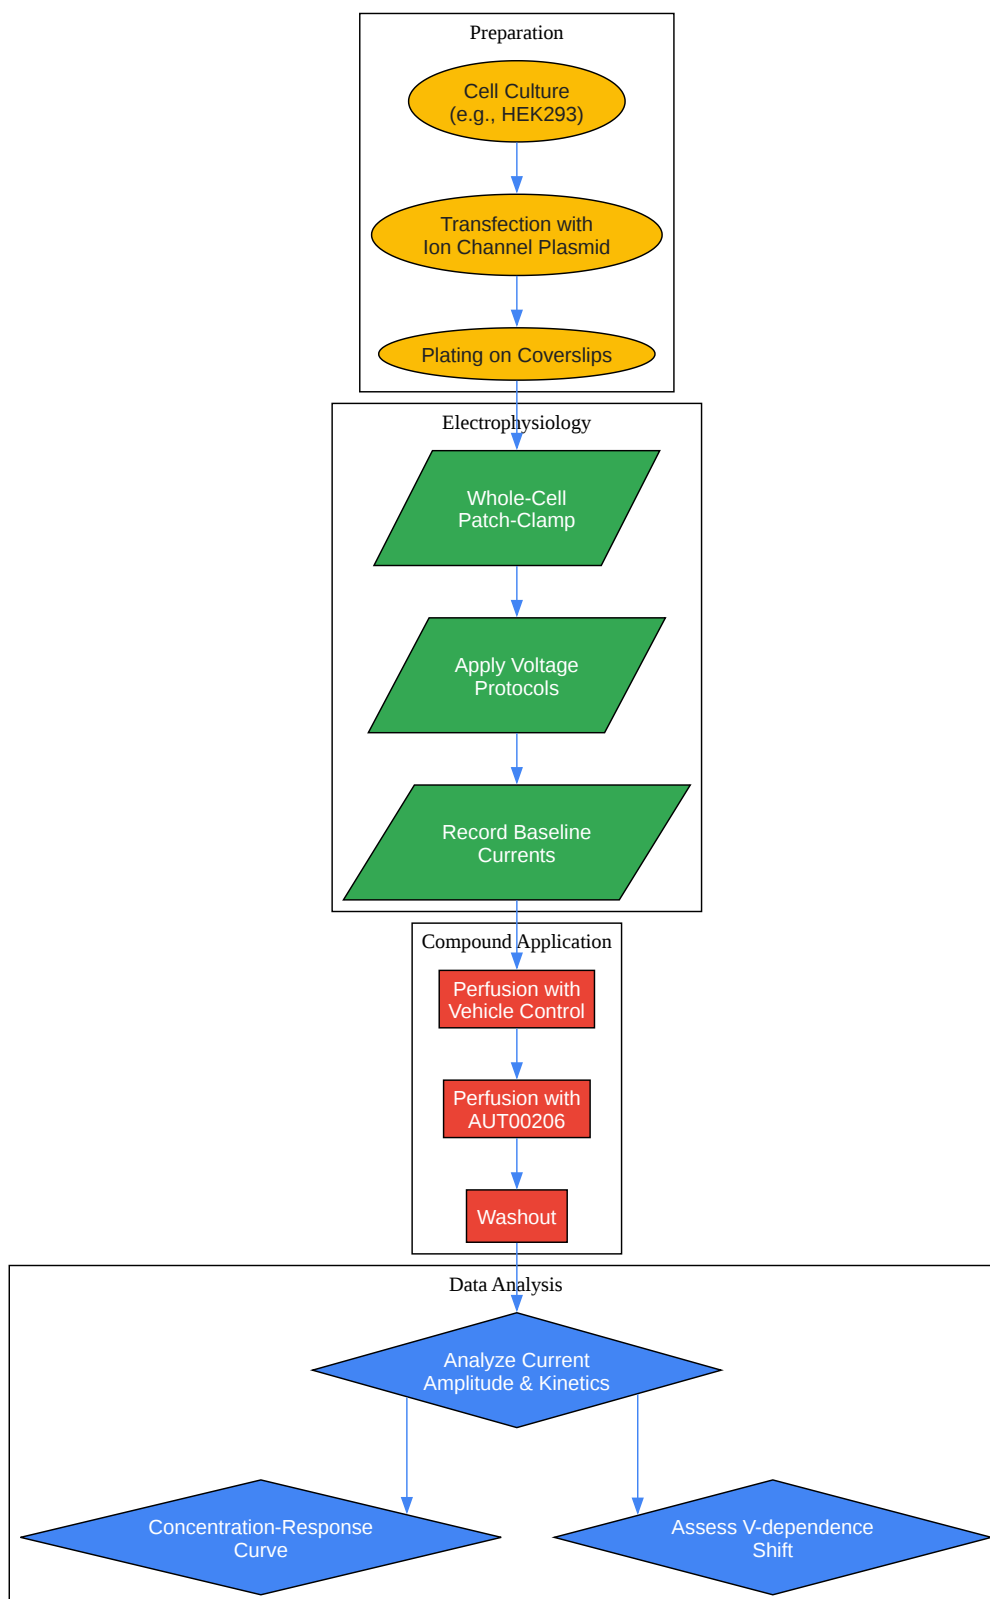 Preparation
Cell Culture
(e.g., HEK293)
Transfection with
Ion Channel Plasmid
Plating on Coverslips
Electrophysiology
Whole-Cell
Patch-Clamp
Apply Voltage
Protocols
Record Baseline
Currents
Compound Application
Perfusion with
Vehicle Control
Perfusion with
AUT00206
Washout
Data Analysis
Analyze Current
Amplitude & Kinetics
Concentration-Response
Curve
Assess V-dependence
Shift